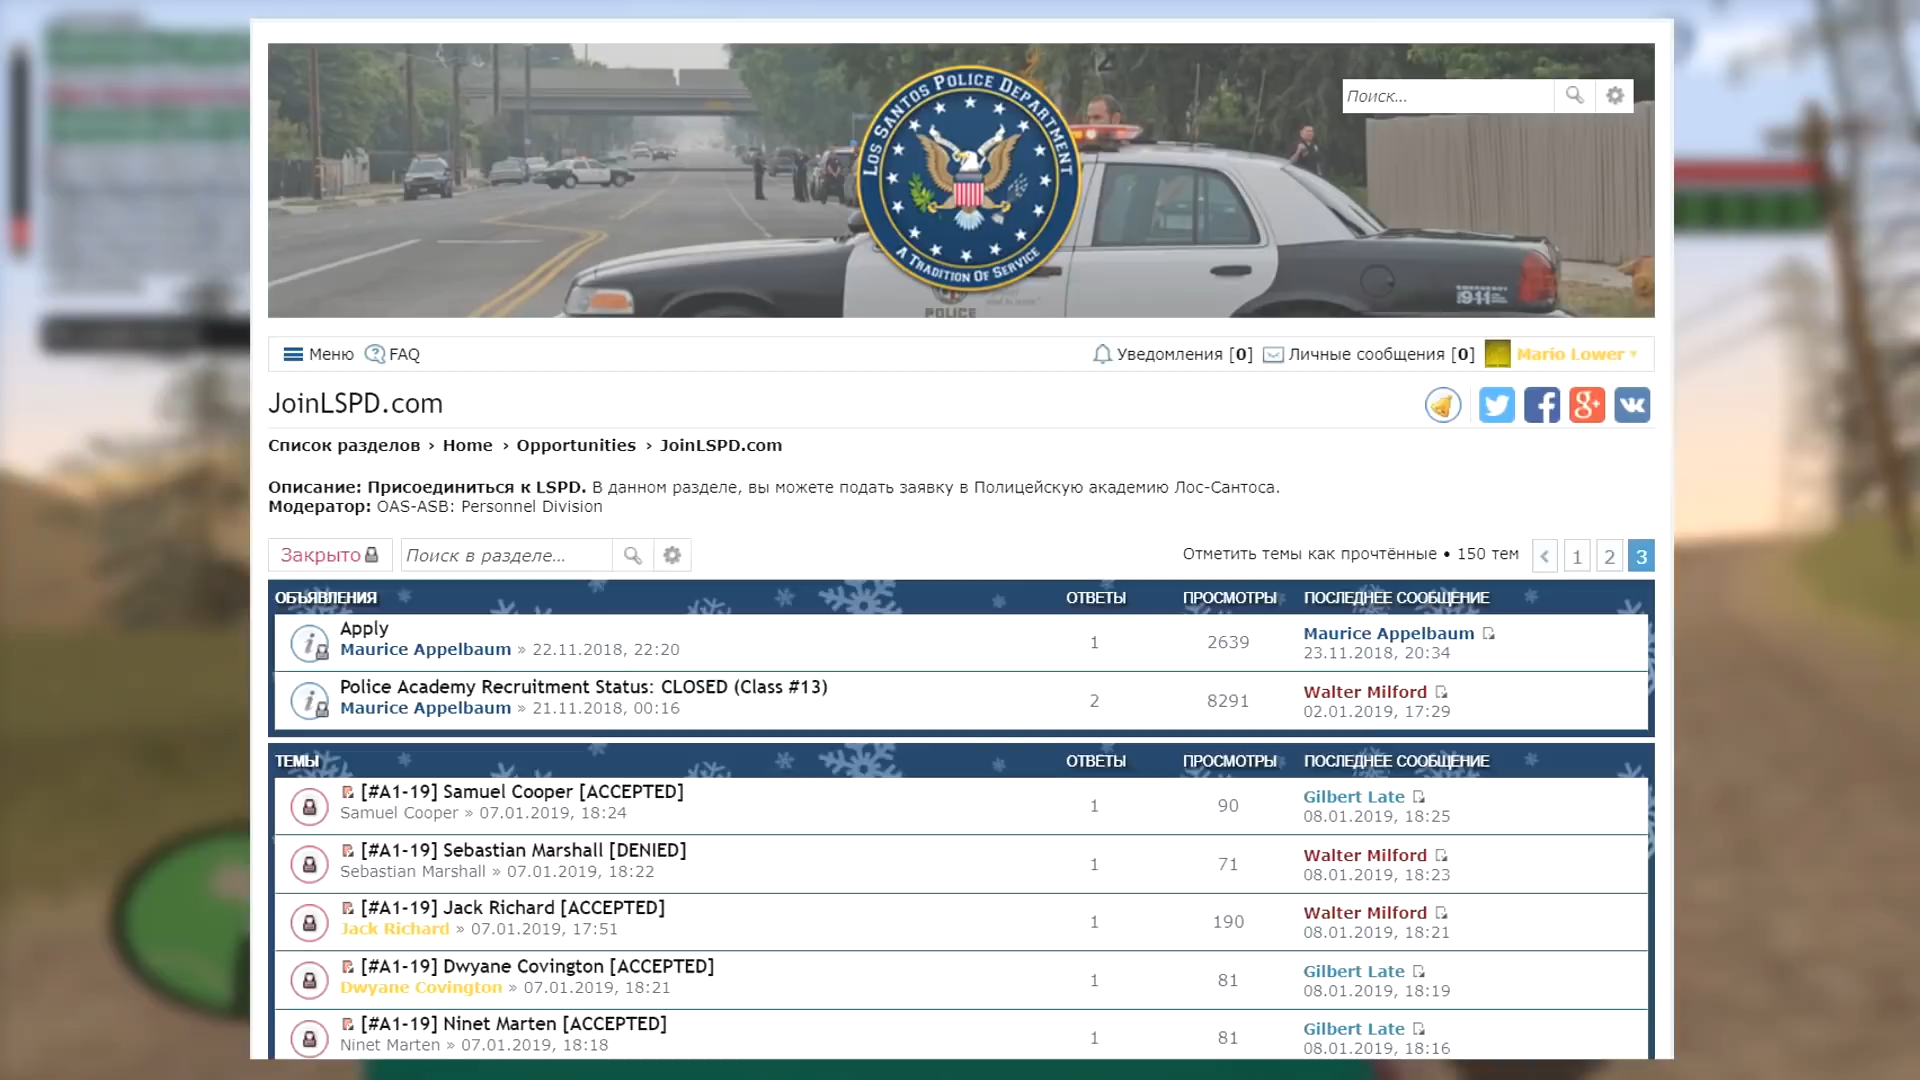 LOS SANTOS POLICE DEPARTMENT
A TRADITION OF SERVICE
Поиск...
EMERGENCY
911
POLICE
Меню FAQ Уведомления [0] Личные сообщения [0] Mario Lower
JoinLSPD.com
Список разделов › Home › Opportunities › JoinLSPD.com
Описание: Присоединиться к LSPD. В данном разделе, вы можете подать заявку в Полицейскую академию Лос-Сантоса.
Модератор: OAS-ASB: Personnel Division
Закрыто Поиск в разделе... Отметить темы как прочтённые • 150 тем 1 2 3
ОБЪЯВЛЕНИЯ ОТВЕТЫ ПРОСМОТРЫ ПОСЛЕДНЕЕ СООБЩЕНИЕ
Apply 1 2639 Maurice Appelbaum
Maurice Appelbaum » 22.11.2018, 22:20 23.11.2018, 20:34
Police Academy Recruitment Status: CLOSED (Class #13) 2 8291 Walter Milford
Maurice Appelbaum » 21.11.2018, 00:16 02.01.2019, 17:29
ТЕМЫ ОТВЕТЫ ПРОСМОТРЫ ПОСЛЕДНЕЕ СООБЩЕНИЕ
[#A1-19] Samuel Cooper [ACCEPTED] 1 90 Gilbert Late
Samuel Cooper » 07.01.2019, 18:24 08.01.2019, 18:25
[#A1-19] Sebastian Marshall [DENIED] 1 71 Walter Milford
Sebastian Marshall » 07.01.2019, 18:22 08.01.2019, 18:23
[#A1-19] Jack Richard [ACCEPTED] 1 190 Walter Milford
Jack Richard » 07.01.2019, 17:51 08.01.2019, 18:21
[#A1-19] Dwyane Covington [ACCEPTED] 1 81 Gilbert Late
Dwyane Covington » 07.01.2019, 18:21 08.01.2019, 18:19
[#A1-19] Ninet Marten [ACCEPTED] 1 81 Gilbert Late
Ninet Marten » 07.01.2019, 18:18 08.01.2019, 18:16